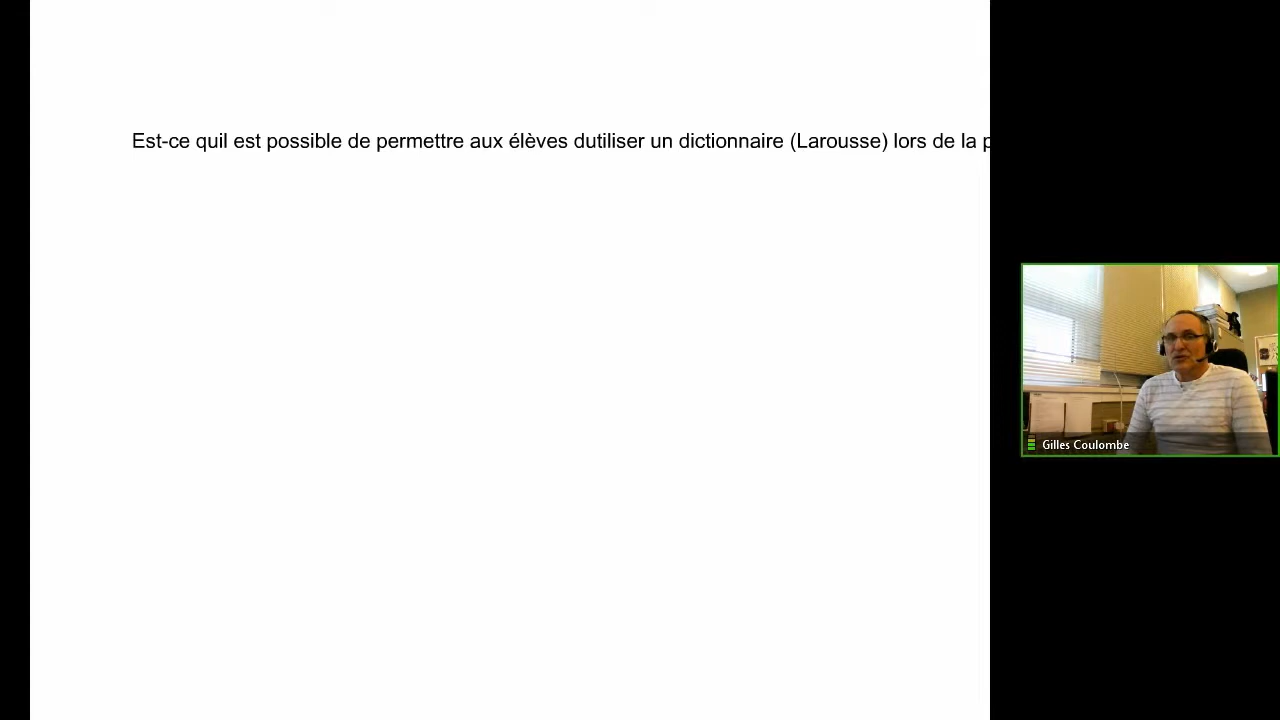 Est-ce quil est possible de permettre aux élèves dutiliser un dictionnaire (Larousse) lors de la
Gilles Coulombe